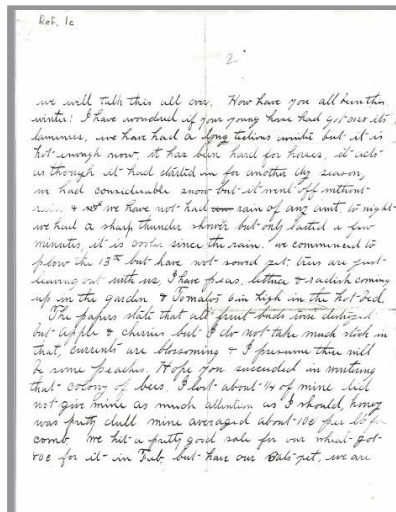 Ref. 1c
2
we will talk this all over. How have you all been this
winter! I have wondered if your young horse had got over its
lameness, we have had a long tedious winter but it is
hot enough now, it has been hard for horses, it acts
as though it had started in for another dry season,
we had considerable snow but it went off without
rain & we have not had rain of any amt, to night
we had a sharp thunder shower but only lasted a few
minutes, it is cooler since the rain. we commenced to
plow the 13th but have not sowed yet, trees are just
leaving out with us, I have peas, lettuce & radish coming
up in the garden & Tomatos 6 in high in the hot bed.
The papers state that all fruit buds were destroyed
but apple & cherries but I do not take much stock in
that, currents are blossoming & I presume there will
be some peaches. Hope you succeeded in wintering
that colony of bees, I lost about 1/4 of mine did
not give mine as much attention as I should, honey
was pretty dull mine averaged about 10¢ per lb for
comb. We hit a pretty good sale for our wheat got
90¢ for it in Feb. but have our Oats yet, we are